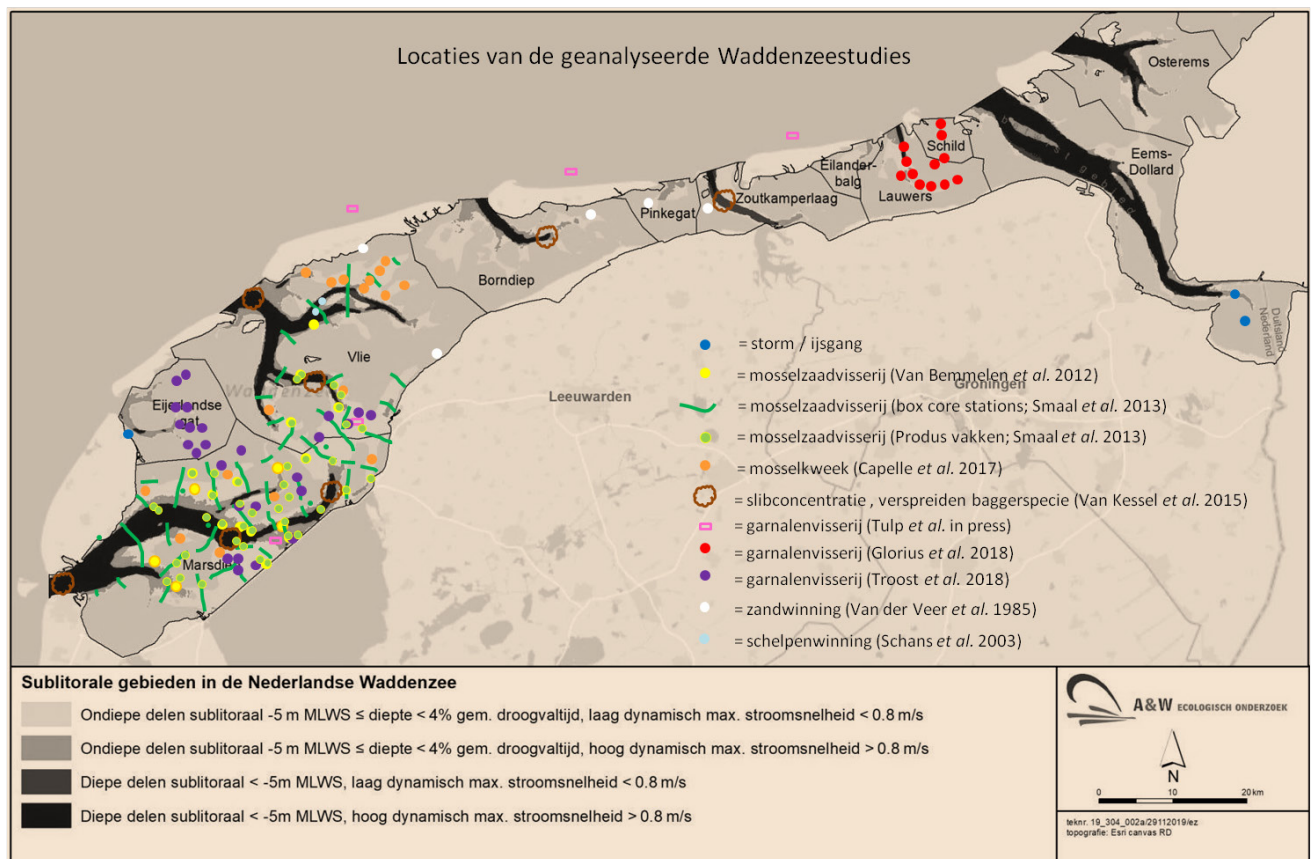 Locaties van de geanalyseerde Waddenzeestudies
Osterems
Eems-
Dollard
Schild
Eilander-
balg
Lauwers
Zoutkamperlaag
Pinkegat
Borndiep
Vlie
Waddenzee
Eijerlandse
gat
Marsdiep
Leeuwarden
Groningen
Duitsland
Nederland
= storm / ijsgang
= mosselzaadvisserij (Van Bemmelen et al. 2012)
= mosselzaadvisserij (box core stations; Smaal et al. 2013)
= mosselzaadvisserij (Produs vakken; Smaal et al. 2013)
= mosselkweek (Capelle et al. 2017)
= slibconcentratie , verspreiden baggerspecie (Van Kessel et al. 2015)
= garnalenvisserij (Tulp et al. in press)
= garnalenvisserij (Glorius et al. 2018)
= garnalenvisserij (Troost et al. 2018)
= zandwinning (Van der Veer et al. 1985)
= schelpenwinning (Schans et al. 2003)
Sublitorale gebieden in de Nederlandse Waddenzee
Ondiepe delen sublitoraal -5 m MLWS ≤ diepte < 4% gem. droogvaltijd, laag dynamisch max. stroomsnelheid < 0.8 m/s
Ondiepe delen sublitoraal -5 m MLWS ≤ diepte < 4% gem. droogvaltijd, hoog dynamisch max. stroomsnelheid > 0.8 m/s
Diepe delen sublitoraal < -5m MLWS, laag dynamisch max. stroomsnelheid < 0.8 m/s
Diepe delen sublitoraal < -5m MLWS, hoog dynamisch max. stroomsnelheid > 0.8 m/s
A&W ECOLOGISCH ONDERZOEK
N
0 10 20 km
teknr. 19_304_002a/29112019/ez
topografie: Esri canvas RD